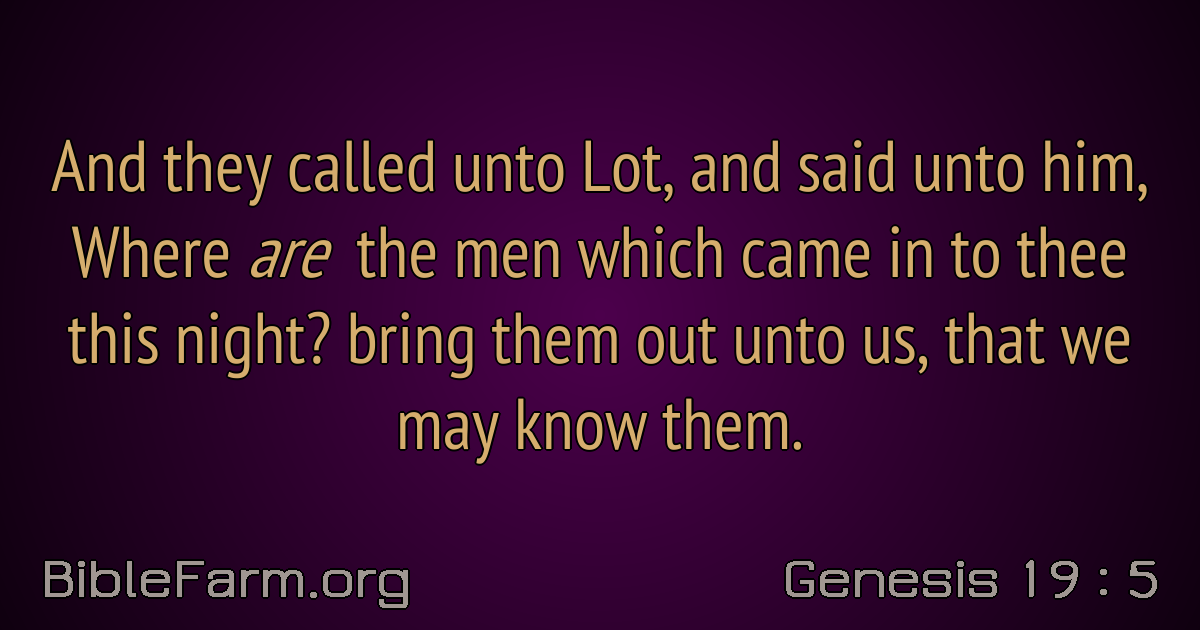 And they called unto Lot, and said unto him,
Where are the men which came in to thee
this night? bring them out unto us, that we
may know them.
BibleFarm.org
Genesis 19 : 5